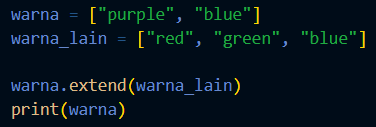 warna = ["purple", "blue"]
warna_lain = ["red", "green", "blue"]

warna.extend(warna_lain)
print(warna)